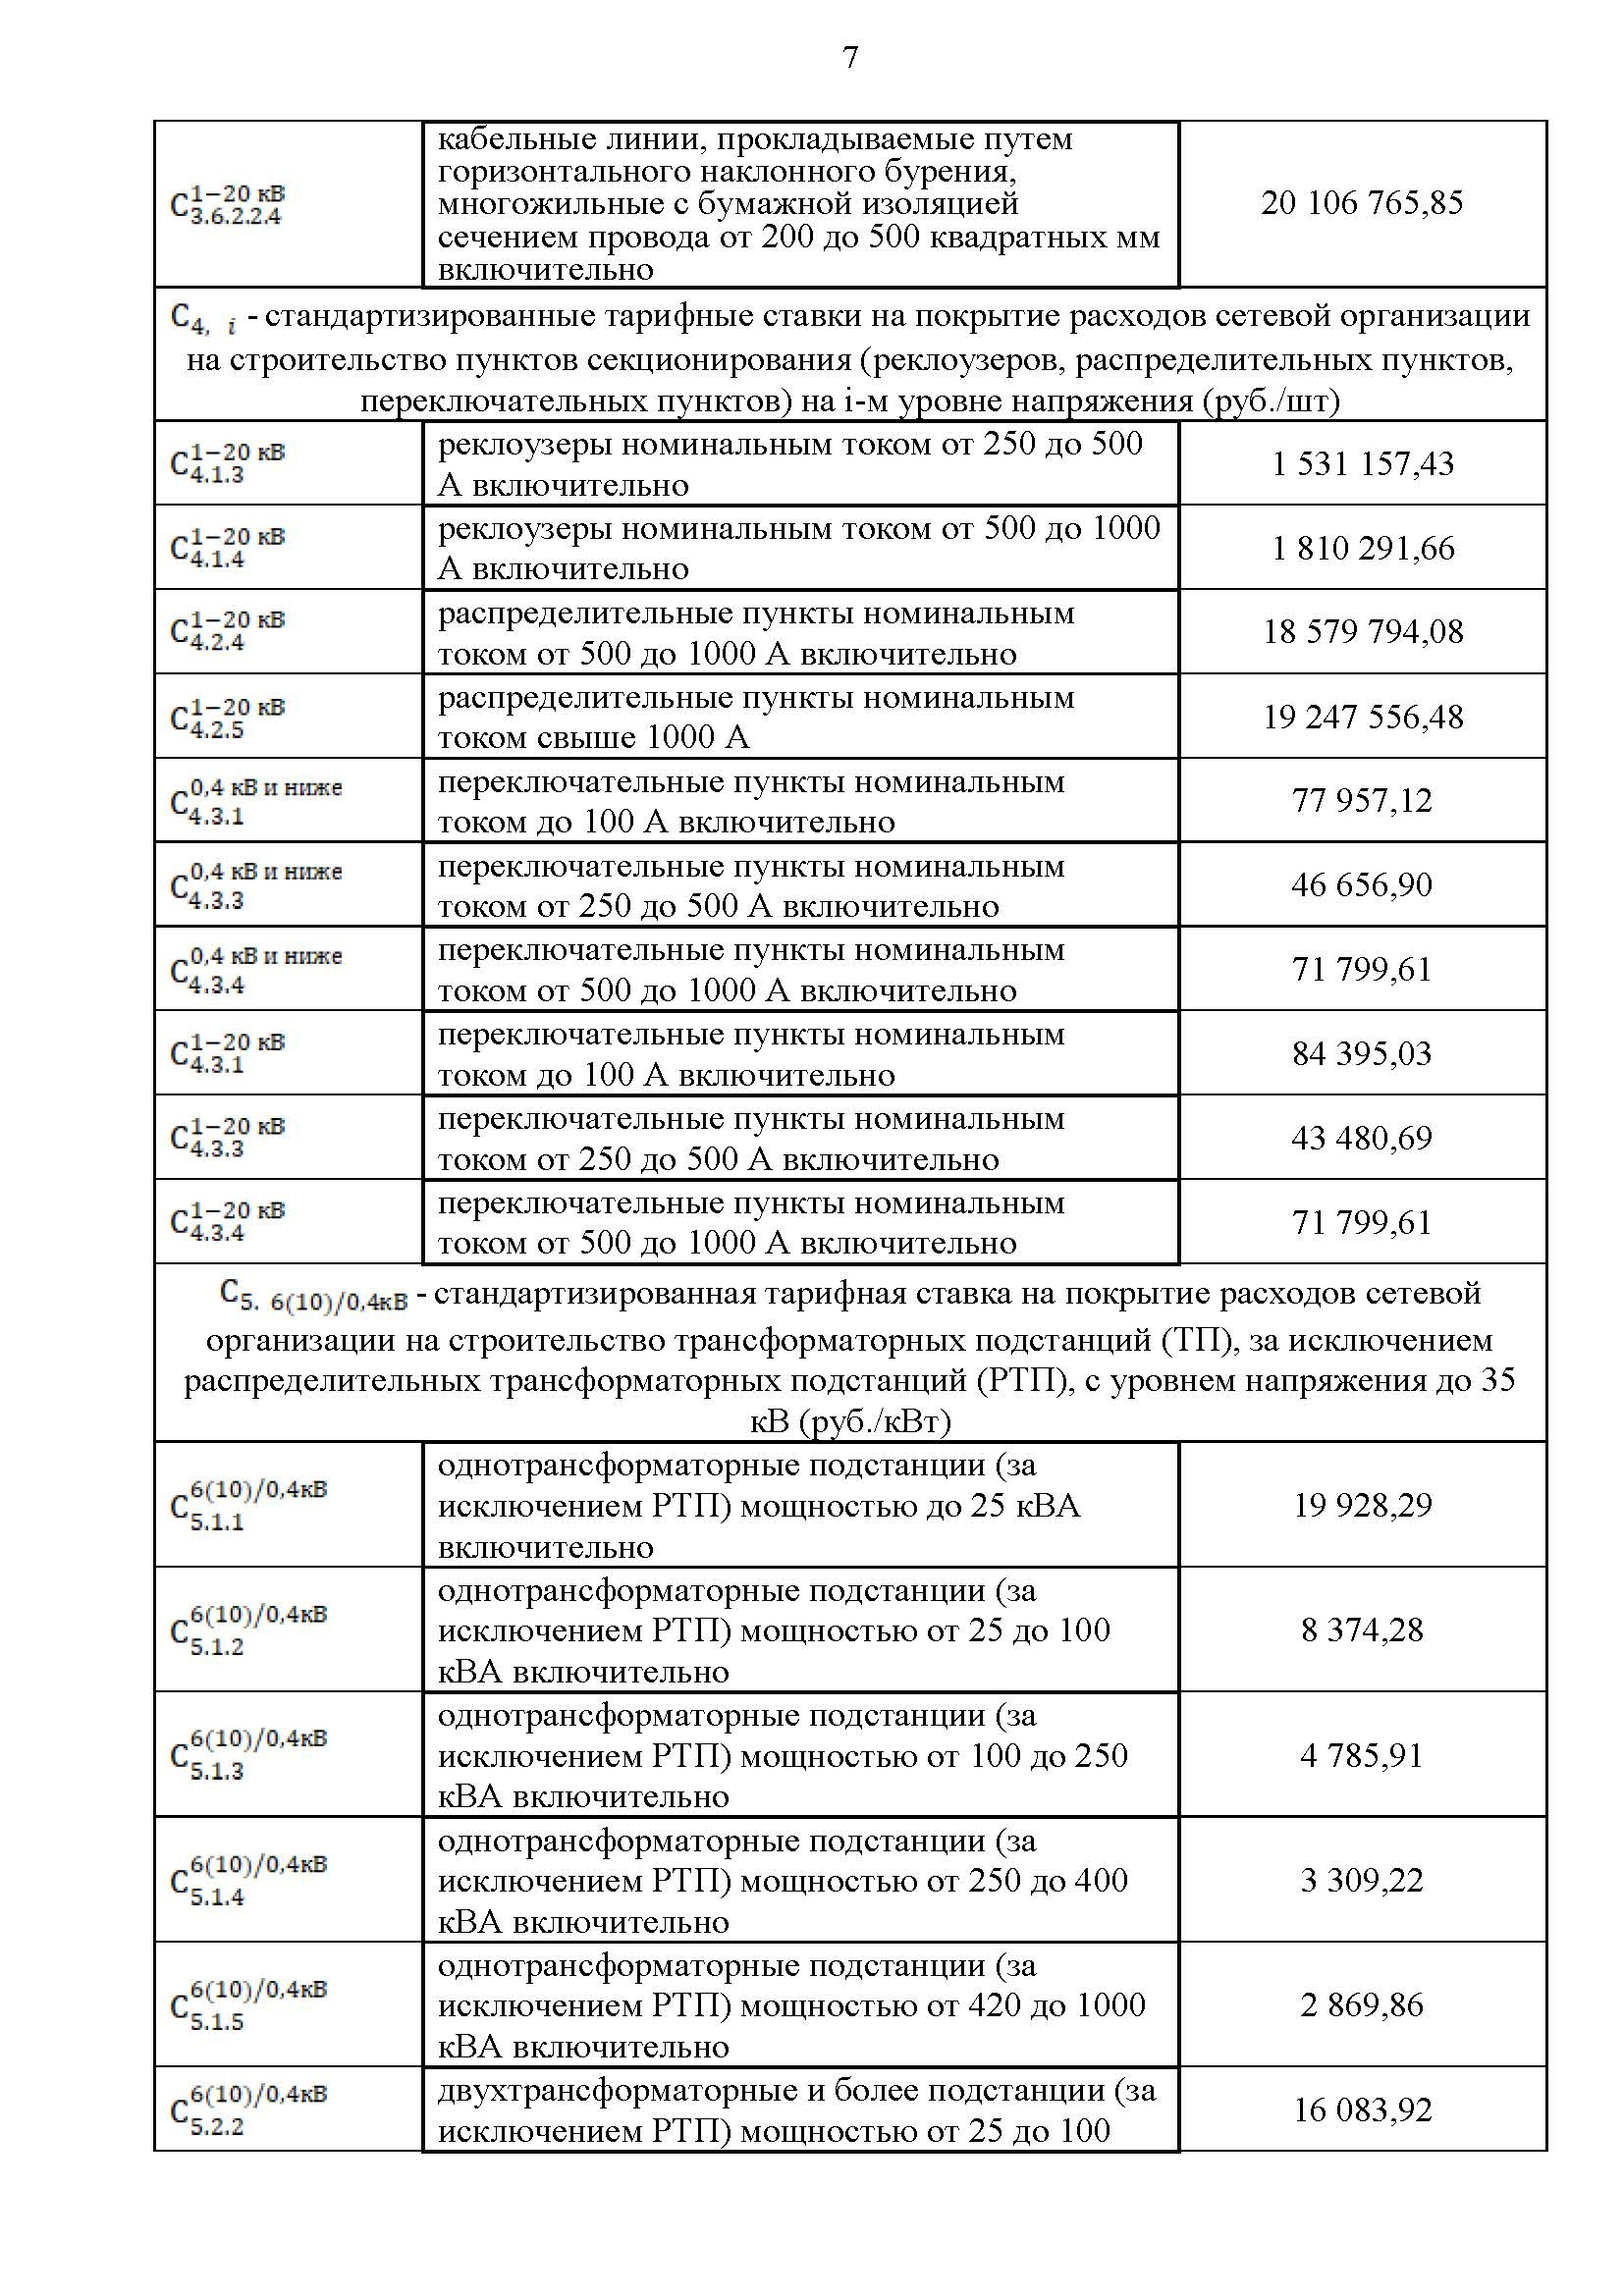 7
С 1–20 кВ 3.6.2.2.4
кабельные линии, прокладываемые путем
горизонтального наклонного бурения,
многожильные с бумажной изоляцией
сечением провода от 200 до 500 квадратных мм
включительно
20 106 765,85
С4, i - стандартизированные тарифные ставки на покрытие расходов сетевой организации
на строительство пунктов секционирования (реклоузеров, распределительных пунктов,
переключательных пунктов) на i-м уровне напряжения (руб./шт)
С 1–20 кВ 4.1.3
реклоузеры номинальным током от 250 до 500
А включительно
1 531 157,43
С 1–20 кВ 4.1.4
реклоузеры номинальным током от 500 до 1000
А включительно
1 810 291,66
С 1–20 кВ 4.2.4
распределительные пункты номинальным
током от 500 до 1000 А включительно
18 579 794,08
С 1–20 кВ 4.2.5
распределительные пункты номинальным
током свыше 1000 А
19 247 556,48
С 0,4 кВ и ниже 4.3.1
переключательные пункты номинальным
током до 100 А включительно
77 957,12
С 0,4 кВ и ниже 4.3.3
переключательные пункты номинальным
током от 250 до 500 А включительно
46 656,90
С 0,4 кВ и ниже 4.3.4
переключательные пункты номинальным
током от 500 до 1000 А включительно
71 799,61
С 1–20 кВ 4.3.1
переключательные пункты номинальным
током до 100 А включительно
84 395,03
С 1–20 кВ 4.3.3
переключательные пункты номинальным
током от 250 до 500 А включительно
43 480,69
С 1–20 кВ 4.3.4
переключательные пункты номинальным
током от 500 до 1000 А включительно
71 799,61
С5. 6(10)/0,4кВ - стандартизированная тарифная ставка на покрытие расходов сетевой
организации на строительство трансформаторных подстанций (ТП), за исключением
распределительных трансформаторных подстанций (РТП), с уровнем напряжения до 35
кВ (руб./кВт)
С 6(10)/0,4кВ 5.1.1
однотрансформаторные подстанции (за
исключением РТП) мощностью до 25 кВА
включительно
19 928,29
С 6(10)/0,4кВ 5.1.2
однотрансформаторные подстанции (за
исключением РТП) мощностью от 25 до 100
кВА включительно
8 374,28
С 6(10)/0,4кВ 5.1.3
однотрансформаторные подстанции (за
исключением РТП) мощностью от 100 до 250
кВА включительно
4 785,91
С 6(10)/0,4кВ 5.1.4
однотрансформаторные подстанции (за
исключением РТП) мощностью от 250 до 400
кВА включительно
3 309,22
С 6(10)/0,4кВ 5.1.5
однотрансформаторные подстанции (за
исключением РТП) мощностью от 420 до 1000
кВА включительно
2 869,86
С 6(10)/0,4кВ 5.2.2
двухтрансформаторные и более подстанции (за
исключением РТП) мощностью от 25 до 100
16 083,92